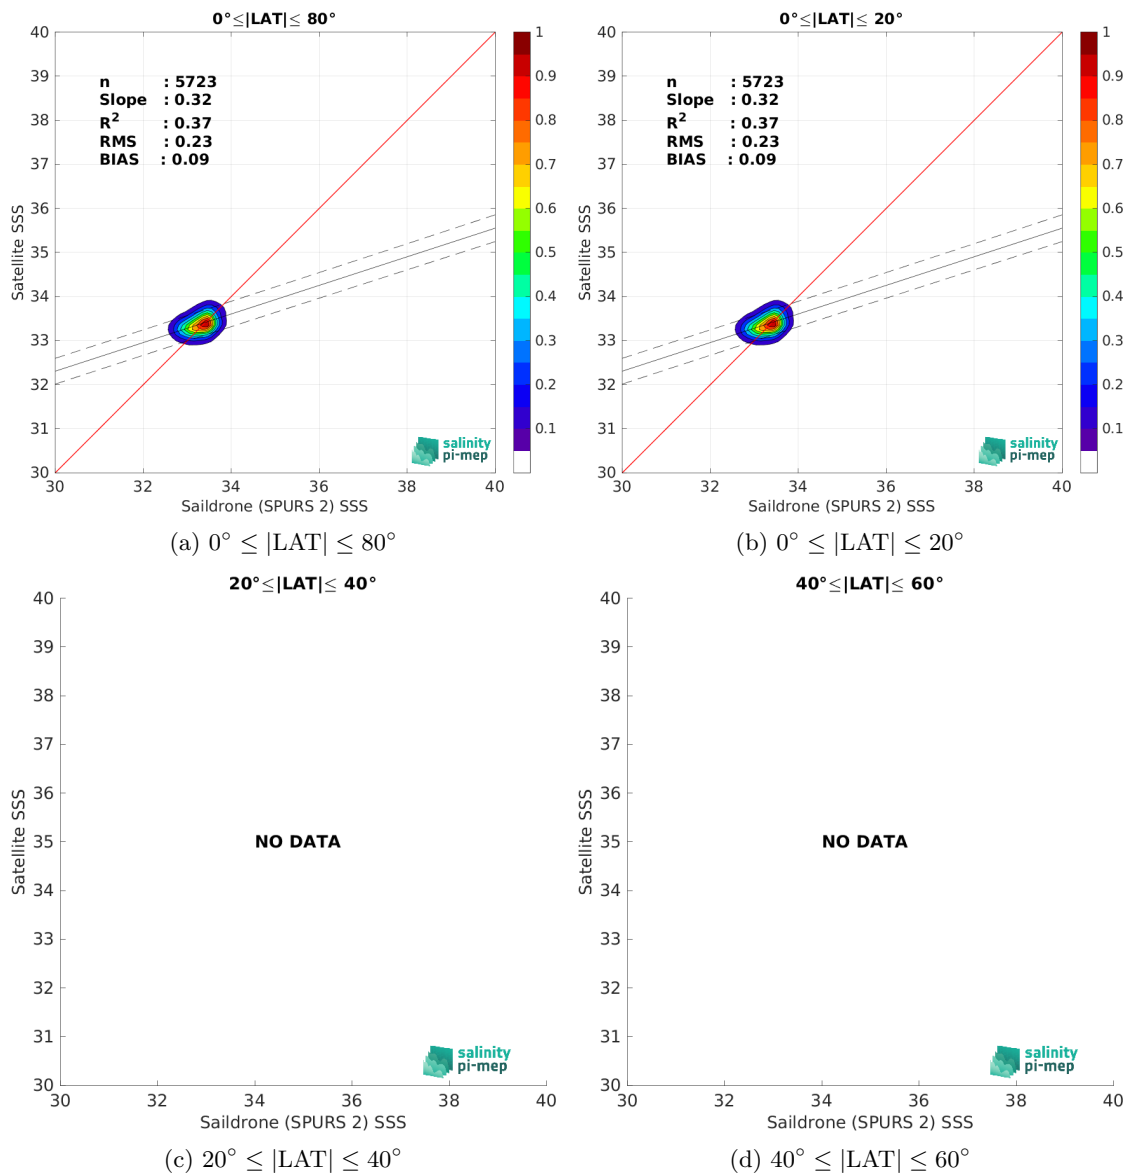 0°≤|LAT|≤ 80°
40
39
38
37
36
35
34
33
32
31
30
Satellite SSS
n : 5723
Slope : 0.32
R² : 0.37
RMS : 0.23
BIAS : 0.09
1
0.9
0.8
0.7
0.6
0.5
0.4
0.3
0.2
0.1
salinity
pi-mep
30 32 34 36 38 40
Saildrone (SPURS 2) SSS
(a) 0° ≤ |LAT| ≤ 80°
0°≤|LAT|≤ 20°
40
39
38
37
36
35
34
33
32
31
30
Satellite SSS
n : 5723
Slope : 0.32
R² : 0.37
RMS : 0.23
BIAS : 0.09
1
0.9
0.8
0.7
0.6
0.5
0.4
0.3
0.2
0.1
salinity
pi-mep
30 32 34 36 38 40
Saildrone (SPURS 2) SSS
(b) 0° ≤ |LAT| ≤ 20°
20°≤|LAT|≤ 40°
40
39
38
37
36
35
34
33
32
31
30
Satellite SSS
NO DATA
salinity
pi-mep
30 32 34 36 38 40
Saildrone (SPURS 2) SSS
(c) 20° ≤ |LAT| ≤ 40°
40°≤|LAT|≤ 60°
40
39
38
37
36
35
34
33
32
31
30
Satellite SSS
NO DATA
salinity
pi-mep
30 32 34 36 38 40
Saildrone (SPURS 2) SSS
(d) 40° ≤ |LAT| ≤ 60°